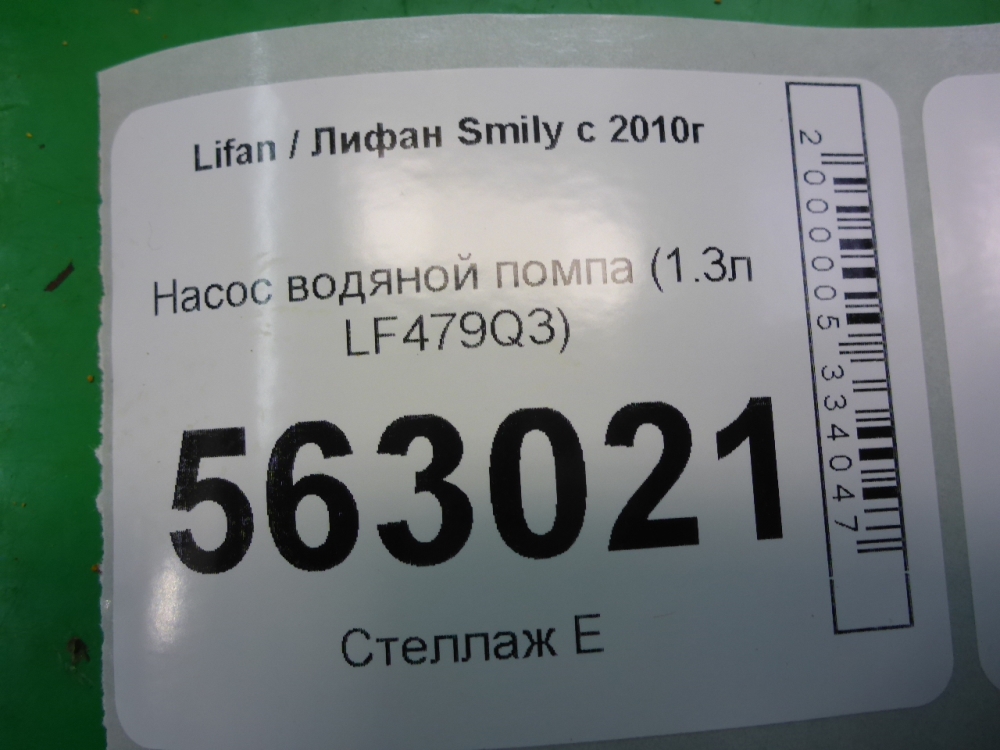 Lifan / Лифан Smily с 2010г
Насос водяной помпа (1.3л
LF479Q3)
563021
Стеллаж Е
2000005334047